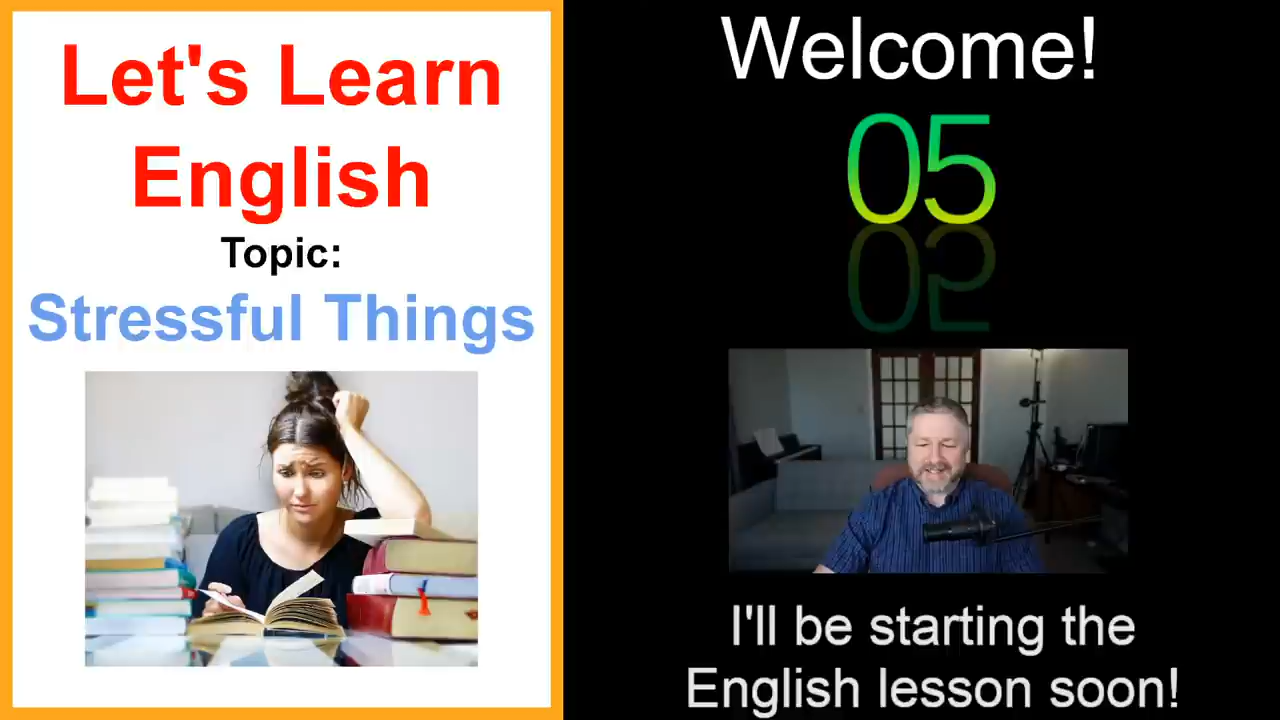 Let's Learn
English
Topic:
Stressful Things
Welcome!
05
I'll be starting the
English lesson soon!